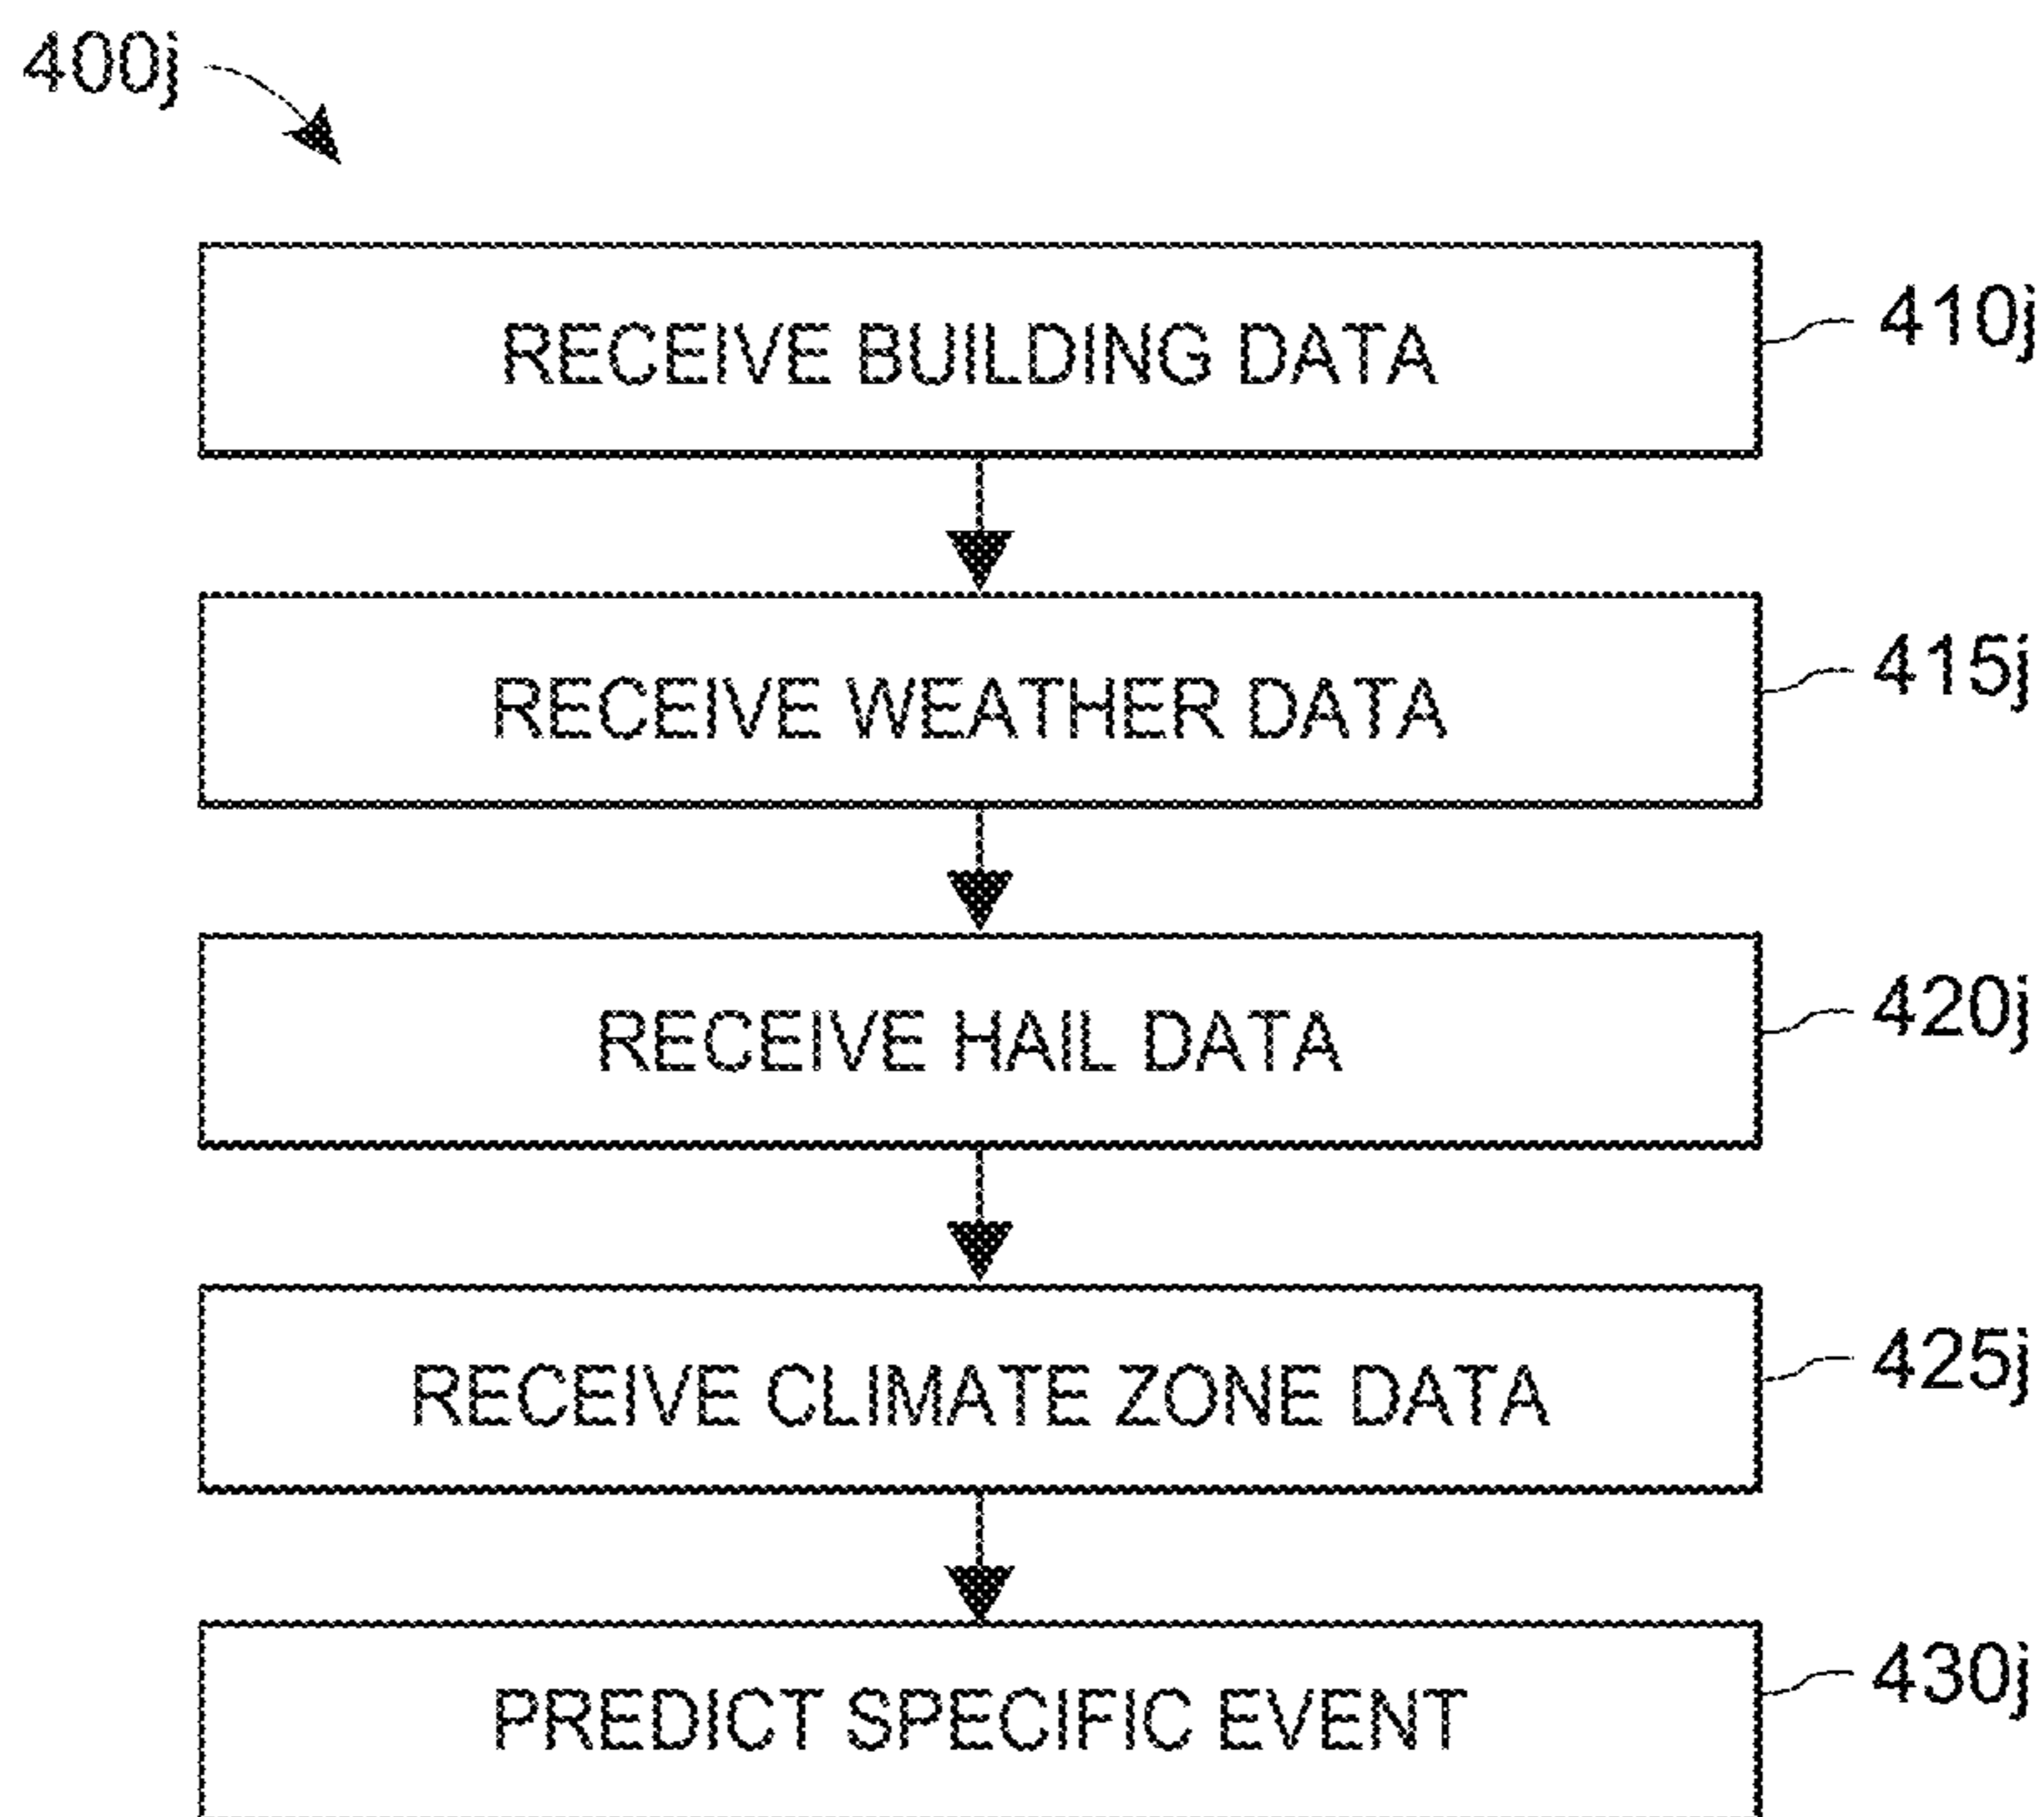 400j
RECEIVE BUILDING DATA
410j
RECEIVE WEATHER DATA
415j
RECEIVE HAIL DATA
420j
RECEIVE CLIMATE ZONE DATA
425j
PREDICT SPECIFIC EVENT
430j